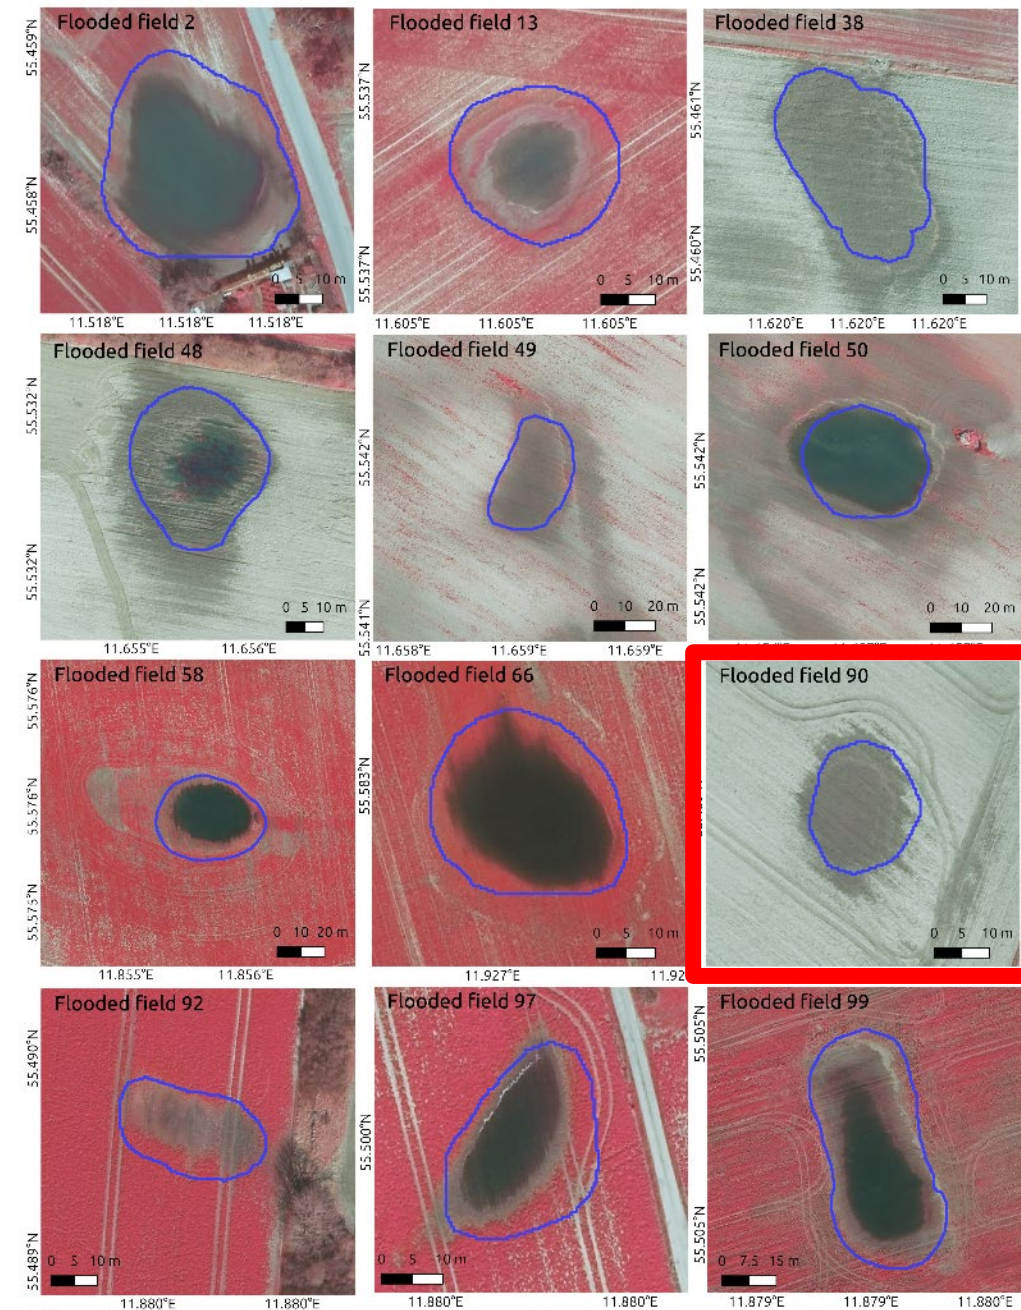 Flooded field 2
55.459°N
55.458°N
0 5 10 m
11.518°E 11.518°E 11.518°E
Flooded field 13
55.537°N
55.537°N
0 5 10 m
11.605°E 11.605°E 11.605°E
Flooded field 38
55.461°N
55.460°N
0 5 10 m
11.620°E 11.620°E 11.620°E
Flooded field 48
55.532°N
55.532°N
0 5 10 m
11.655°E 11.656°E
Flooded field 49
55.542°N
55.541°N
0 10 20 m
11.658°E 11.659°E 11.659°E
Flooded field 50
55.542°N
55.542°N
0 10 20 m
Flooded field 58
55.576°N
55.576°N
55.575°N
0 10 20 m
11.855°E 11.856°E
Flooded field 66
55.583°N
0 5 10 m
11.927°E 11.92
Flooded field 90
0 5 10 m
Flooded field 92
55.490°N
55.489°N
0 5 10 m
11.880°E 11.880°E
Flooded field 97
55.500°N
0 5 10 m
11.880°E 11.880°E
Flooded field 99
55.505°N
55.505°N
0 7.5 15 m
11.879°E 11.879°E 11.880°E